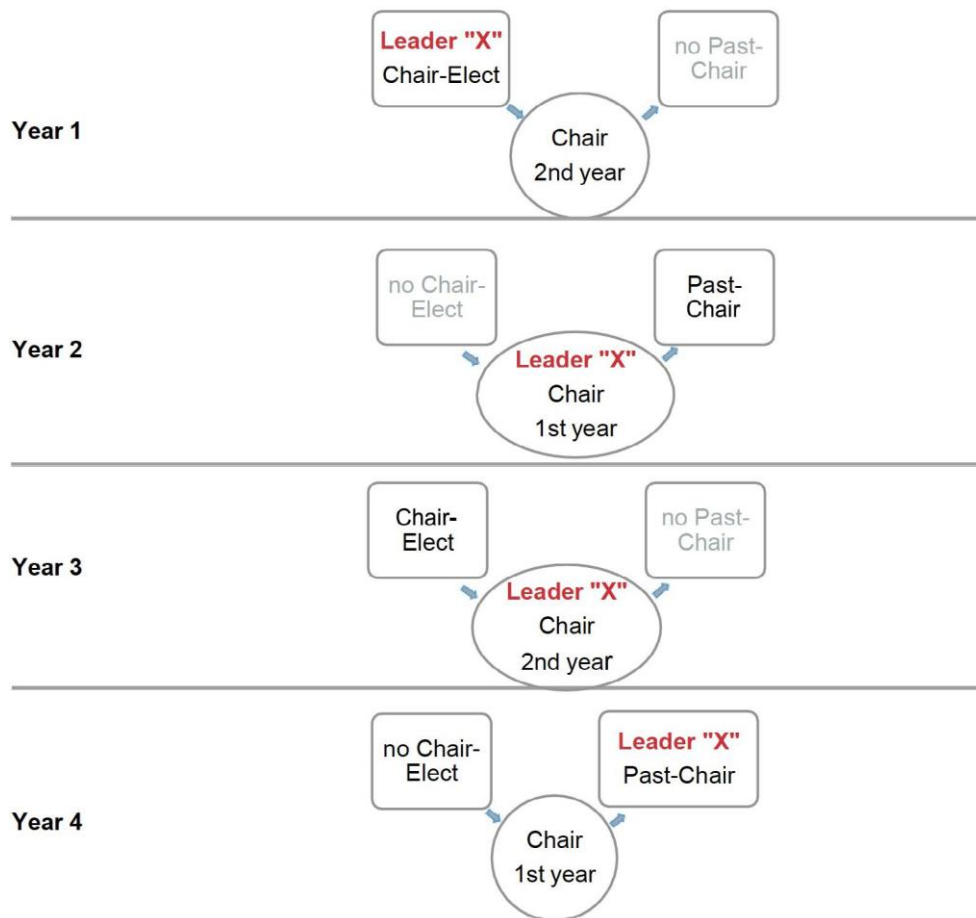 Year 1
Leader "X"
Chair-Elect
Chair
2nd year
no Past-
Chair
Year 2
no Chair-
Elect
Leader "X"
Chair
1st year
Past-
Chair
Year 3
Chair-
Elect
Leader "X"
Chair
2nd year
no Past-
Chair
Year 4
no Chair-
Elect
Chair
1st year
Leader "X"
Past-Chair